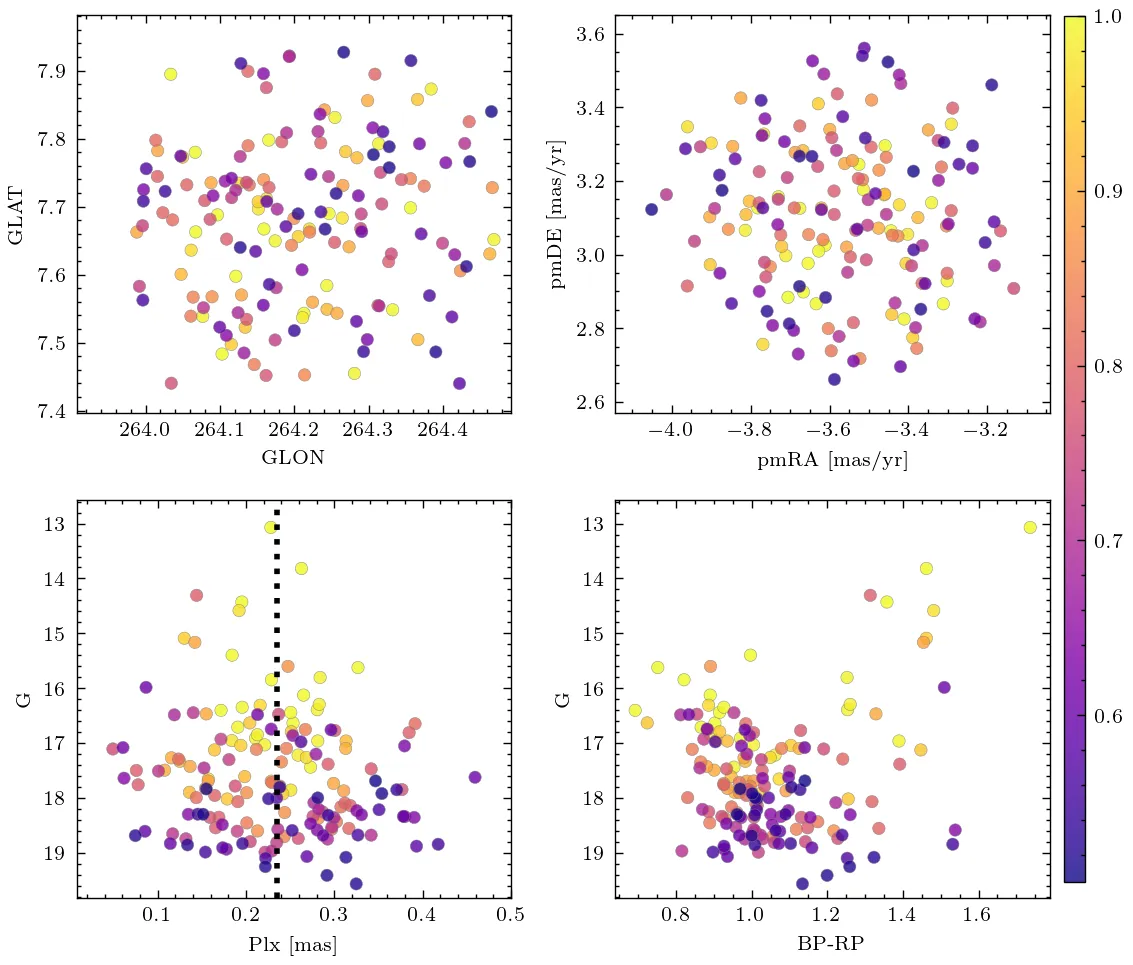 7.9
7.8
7.7
7.6
7.5
7.4
GLAT
264.0 264.1 264.2 264.3 264.4
GLON
3.6
3.4
3.2
3.0
2.8
2.6
pmDE [mas/yr]
−4.0 −3.8 −3.6 −3.4 −3.2
pmRA [mas/yr]
1.0
0.9
0.8
0.7
0.6
13
14
15
16
17
18
19
G
0.1 0.2 0.3 0.4 0.5
Plx [mas]
13
14
15
16
17
18
19
G
0.8 1.0 1.2 1.4 1.6
BP-RP